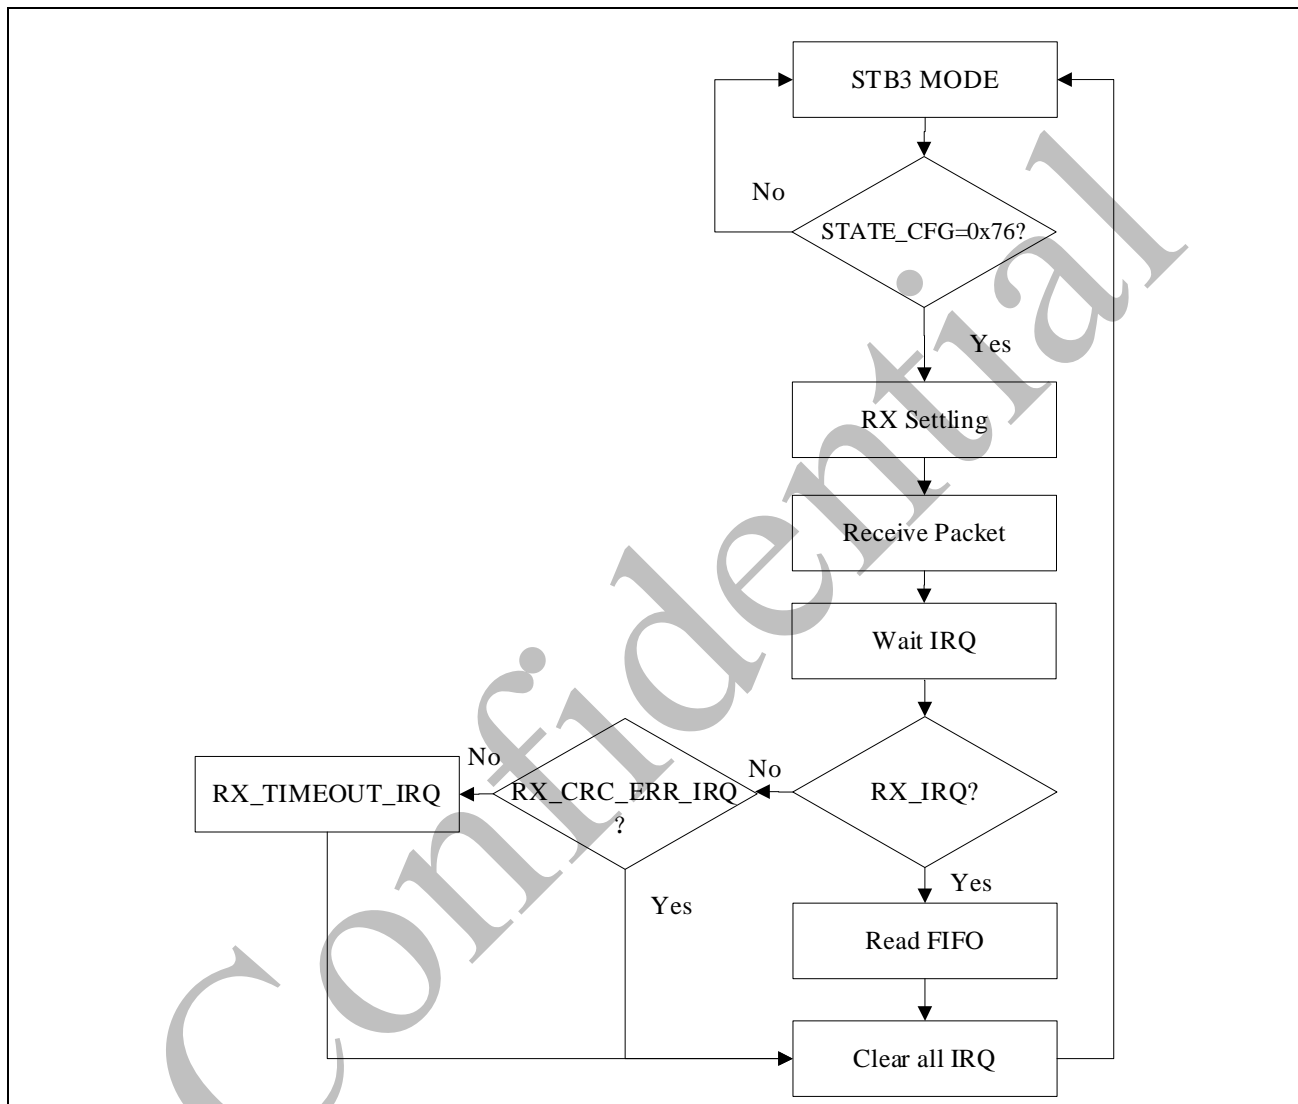 STB3 MODE
No
STATE_CFG=0x76?
Yes
RX Settling
Receive Packet
Wait IRQ
RX_IRQ?
No
RX_CRC_ERR_IRQ
?
No
RX_TIMEOUT_IRQ
Yes
Yes
Read FIFO
Clear all IRQ
Confidential